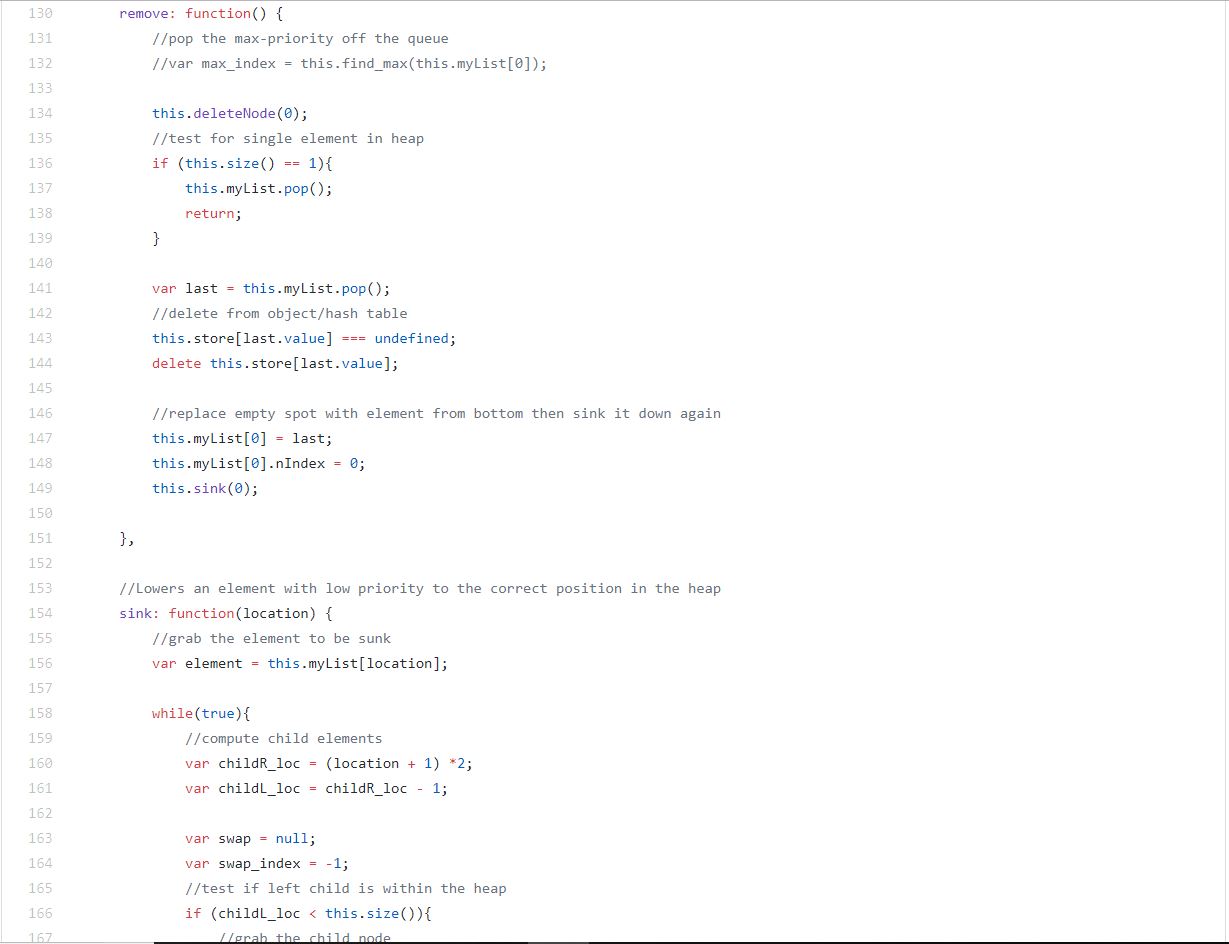 130 remove: function() {
131 //pop the max-priority off the queue
132 //var max_index = this.find_max(this.myList[0]);
133
134 this.deleteNode(0);
135 //test for single element in heap
136 if (this.size() == 1){
137 this.myList.pop();
138 return;
139 }
140
141 var last = this.myList.pop();
142 //delete from object/hash table
143 this.store[last.value] === undefined;
144 delete this.store[last.value];
145
146 //replace empty spot with element from bottom then sink it down again
147 this.myList[0] = last;
148 this.myList[0].nIndex = 0;
149 this.sink(0);
150
151 },
152
153 //Lowers an element with low priority to the correct position in the heap
154 sink: function(location) {
155 //grab the element to be sunk
156 var element = this.myList[location];
157
158 while(true){
159 //compute child elements
160 var childR_loc = (location + 1) *2;
161 var childL_loc = childR_loc - 1;
162
163 var swap = null;
164 var swap_index = -1;
165 //test if left child is within the heap
166 if (childL_loc < this.size()){
167 //grab the child node